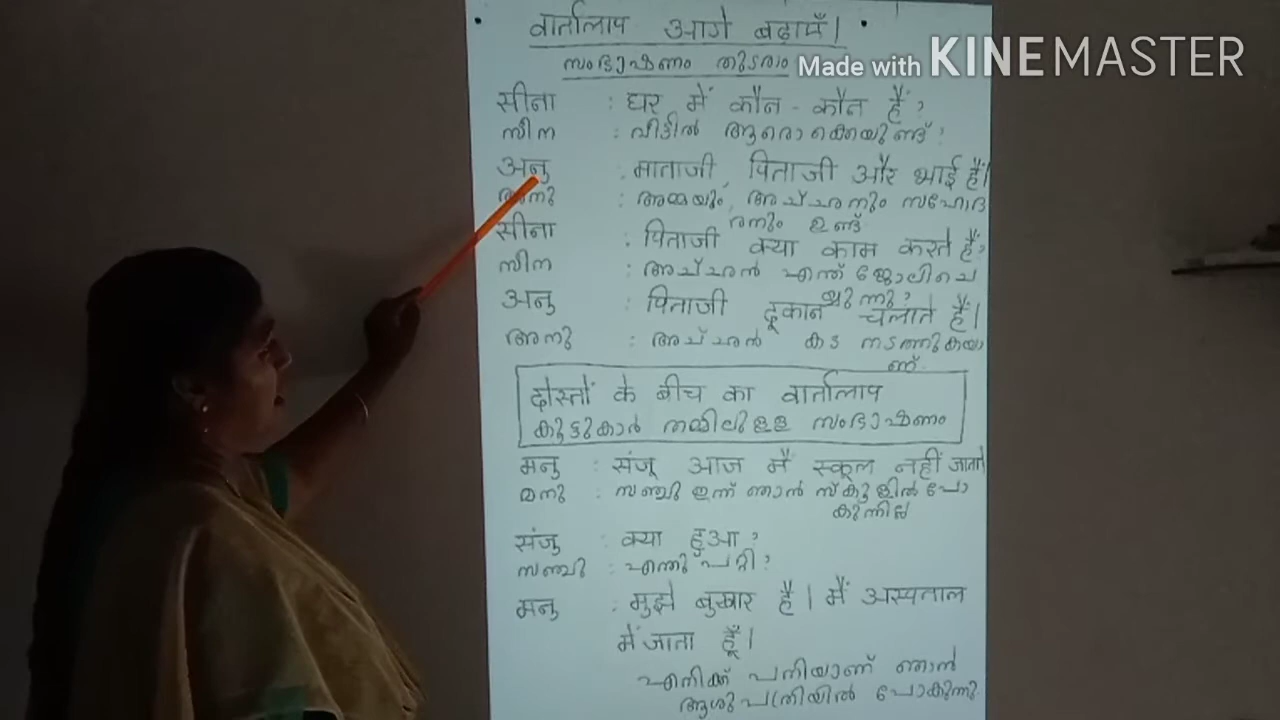 वार्तालाप आगे बढ़ाएँ।
സംഭാഷണം തുടരാം
Made with KINEMASTER
सीना : घर में कौन - कौन हैं ?
സീന : വീട്ടിൽ ആരൊക്കെയുണ്ട് ?
अनु : माताजी, पिताजी और भाई हैं।
അനു : അമ്മയും, അച്ഛനും സഹോദ
രനും ഉണ്ട്
सीना : पिताजी क्या काम करते हैं ?
സീന : അച്ഛൻ എന്ത് ജോലിചെ
യ്യുന്നു ?
अनु : पिताजी दूकान चलाते हैं।
അനു : അച്ഛൻ കട നടത്തുകയാ
ണ്.
दोस्तों के बीच का वार्तालाप
കൂട്ടുകാർ തമ്മിലുള്ള സംഭാഷണം
मनु : संजू आज मैं स्कूल नहीं जाता
മനു : സഞ്ചു ഇന്ന് ഞാൻ സ്കൂളിൽ പോ
കുന്നില്ല
संजु : क्या हुआ ?
സഞ്ചു : എന്തു പറ്റി ?
मनु : मुझे बुखार है। मैं अस्पताल
में जाता हूँ।
എനിക്ക് പനിയാണ് ഞാൻ
ആശുപത്രിയിൽ പോകുന്നു.